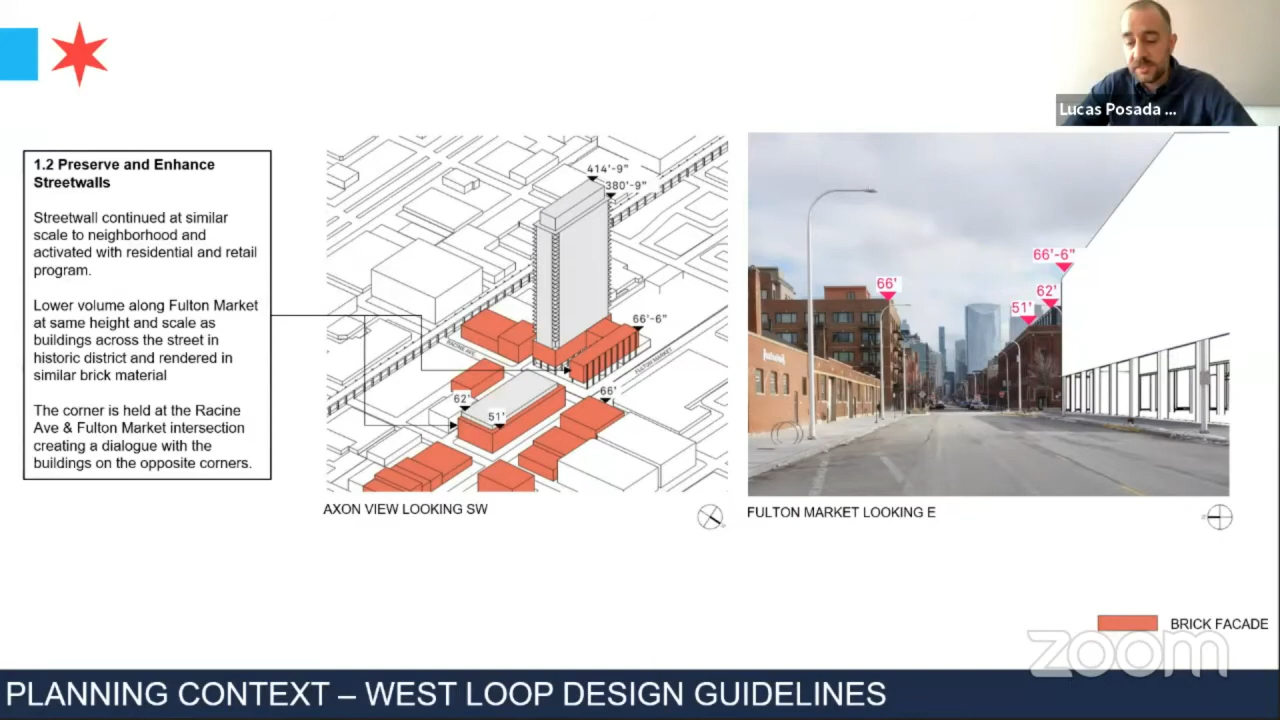 Lucas Posada ...
1.2 Preserve and Enhance
Streetwalls
Streetwall continued at similar
scale to neighborhood and
activated with residential and retail
program.
Lower volume along Fulton Market
at same height and scale as
buildings across the street in
historic district and rendered in
similar brick material
The corner is held at the Racine
Ave & Fulton Market intersection
creating a dialogue with the
buildings on the opposite corners.
414'-9"
380'-9"
66'-6"
RACINE AVE.
FULTON MARKET
62'
51'
66'
AXON VIEW LOOKING SW
66'
66'-6"
62'
51'
FULTON MARKET LOOKING E
BRICK FACADE
zoom
PLANNING CONTEXT – WEST LOOP DESIGN GUIDELINES